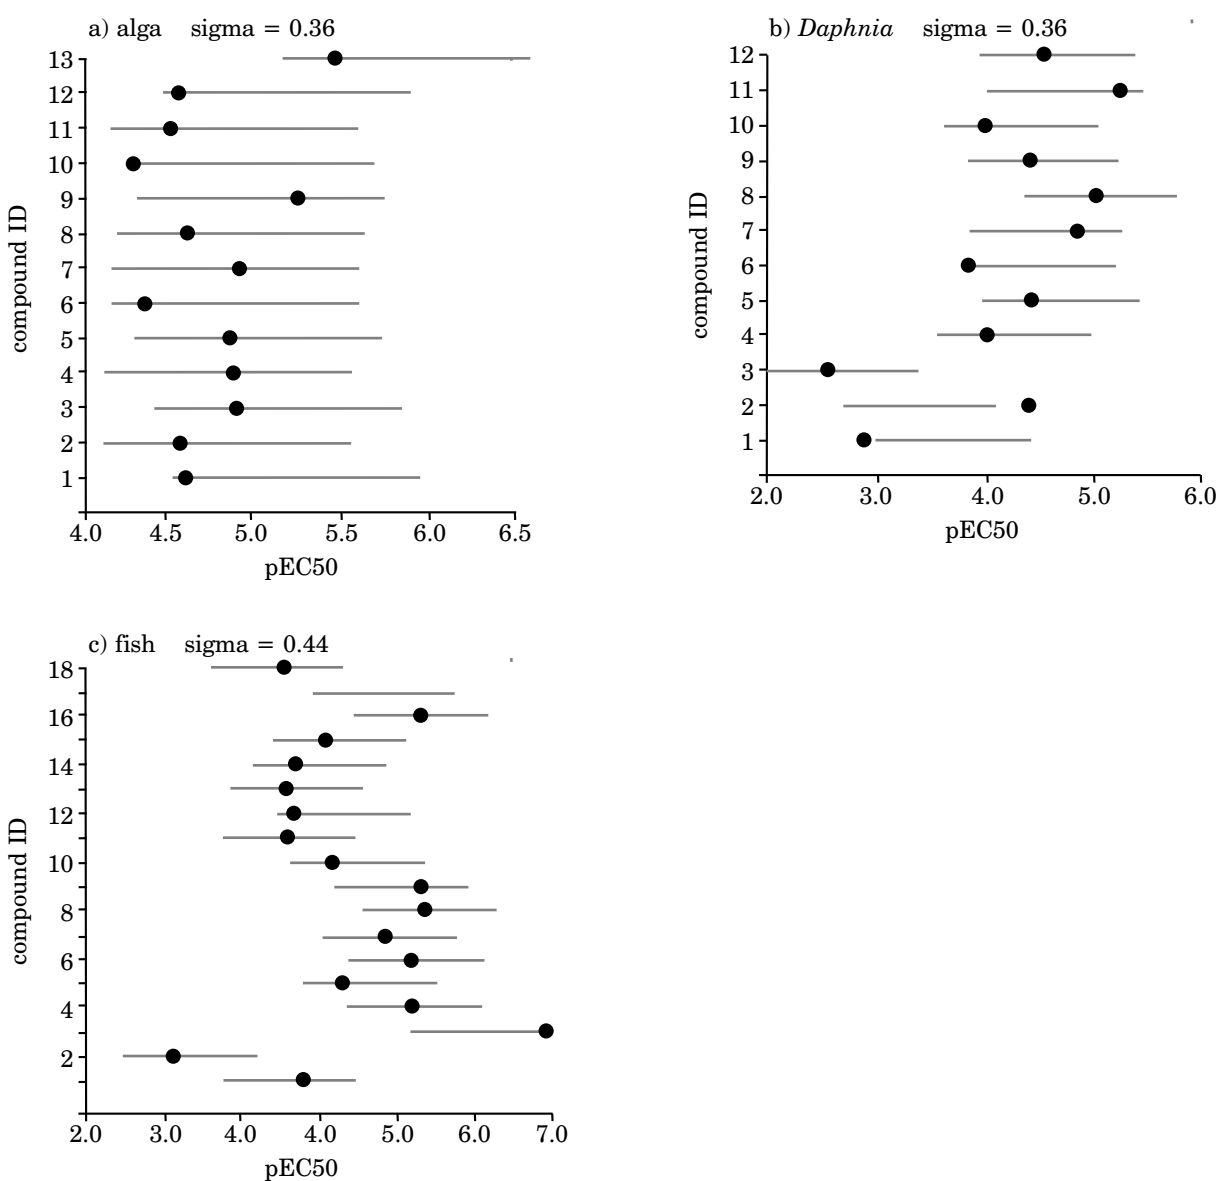 a) alga sigma = 0.36
13
12
11
10
9
8
7
6
5
4
3
2
1
compound ID
4.0 4.5 5.0 5.5 6.0 6.5
pEC50
b) Daphnia sigma = 0.36
12
11
10
9
8
7
6
5
4
3
2
1
compound ID
2.0 3.0 4.0 5.0 6.0
pEC50
c) fish sigma = 0.44
18
16
14
12
10
8
6
4
2
compound ID
2.0 3.0 4.0 4.0 5.0 6.0 7.0
pEC50